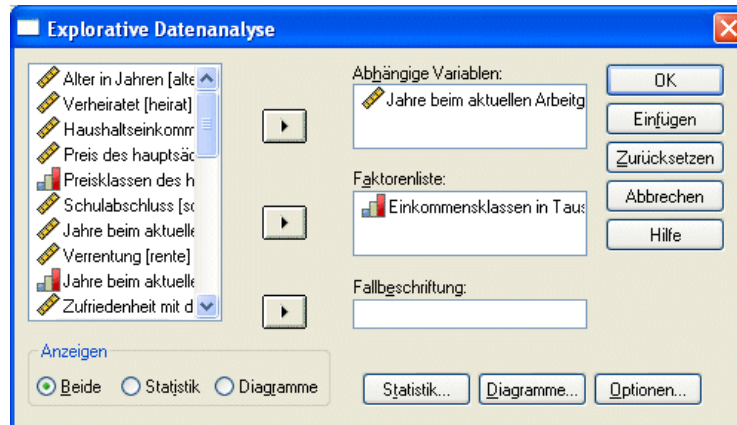 Explorative Datenanalyse
Alter in Jahren [alte
Verheiratet [heirat]
Haushaltseinkomm
Preis des hauptsäc
Preisklassen des h
Schulabschluss [sc
Jahre beim aktuelle
Verrentung [rente]
Jahre beim aktuelle
Zufriedenheit mit d
Abhängige Variablen:
Jahre beim aktuellen Arbeitg
Faktorenliste:
Einkommensklassen in Taus
Fallbeschriftung:
OK
Einfügen
Zurücksetzen
Abbrechen
Hilfe
Anzeigen
Beide Statistik Diagramme
Statistik... Diagramme... Optionen...